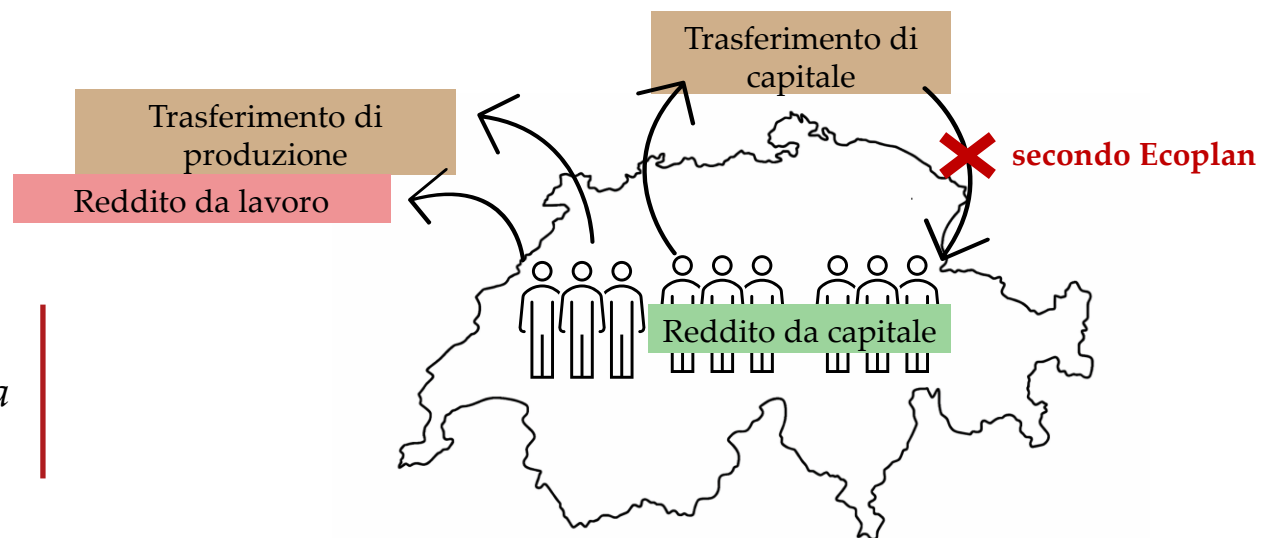 Trasferimento di
capitale
Trasferimento di
produzione
secondo Ecoplan
Reddito da lavoro
Reddito da capitale
a